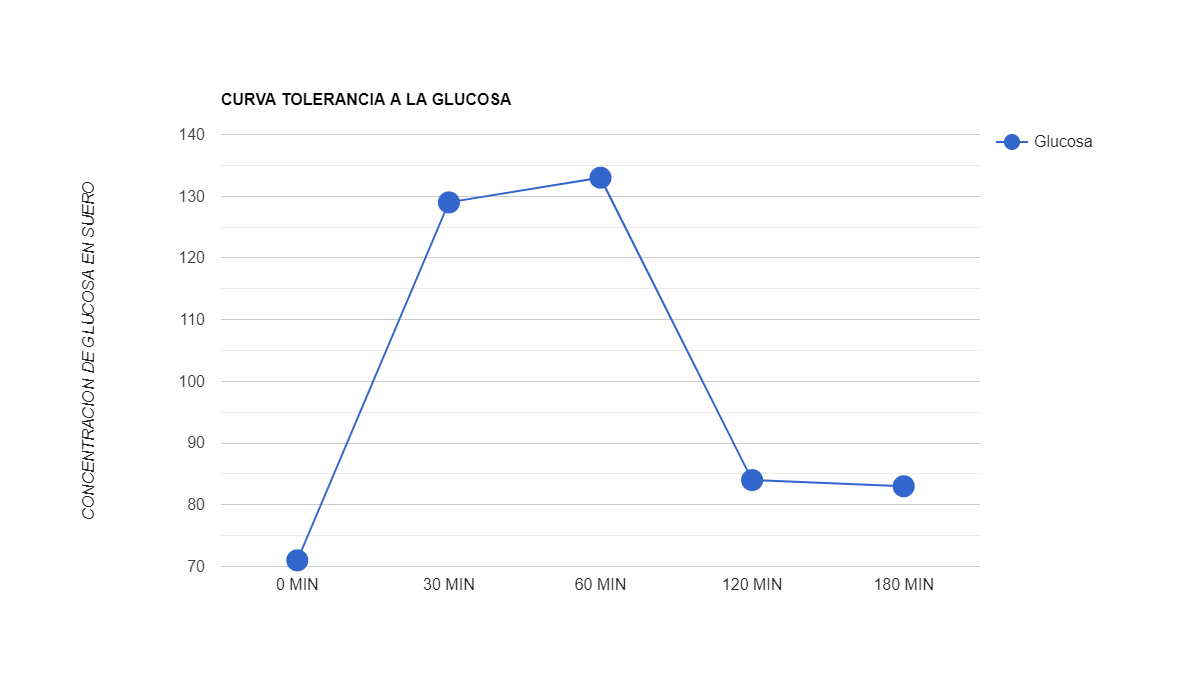 CURVA TOLERANCIA A LA GLUCOSA
Glucosa
CONCENTRACION DE GLUCOSA EN SUERO
140
130
120
110
100
90
80
70
0 MIN
30 MIN
60 MIN
120 MIN
180 MIN